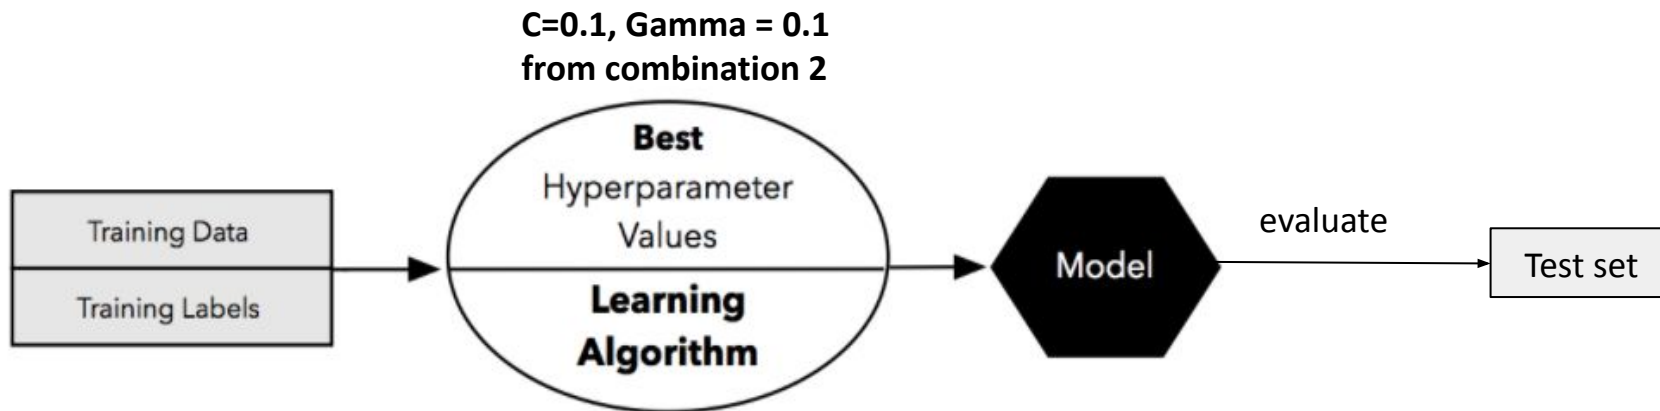 C=0.1, Gamma = 0.1
from combination 2
Best
Hyperparameter
Values
Learning
Algorithm
Training Data
Training Labels
Model
evaluate
Test set